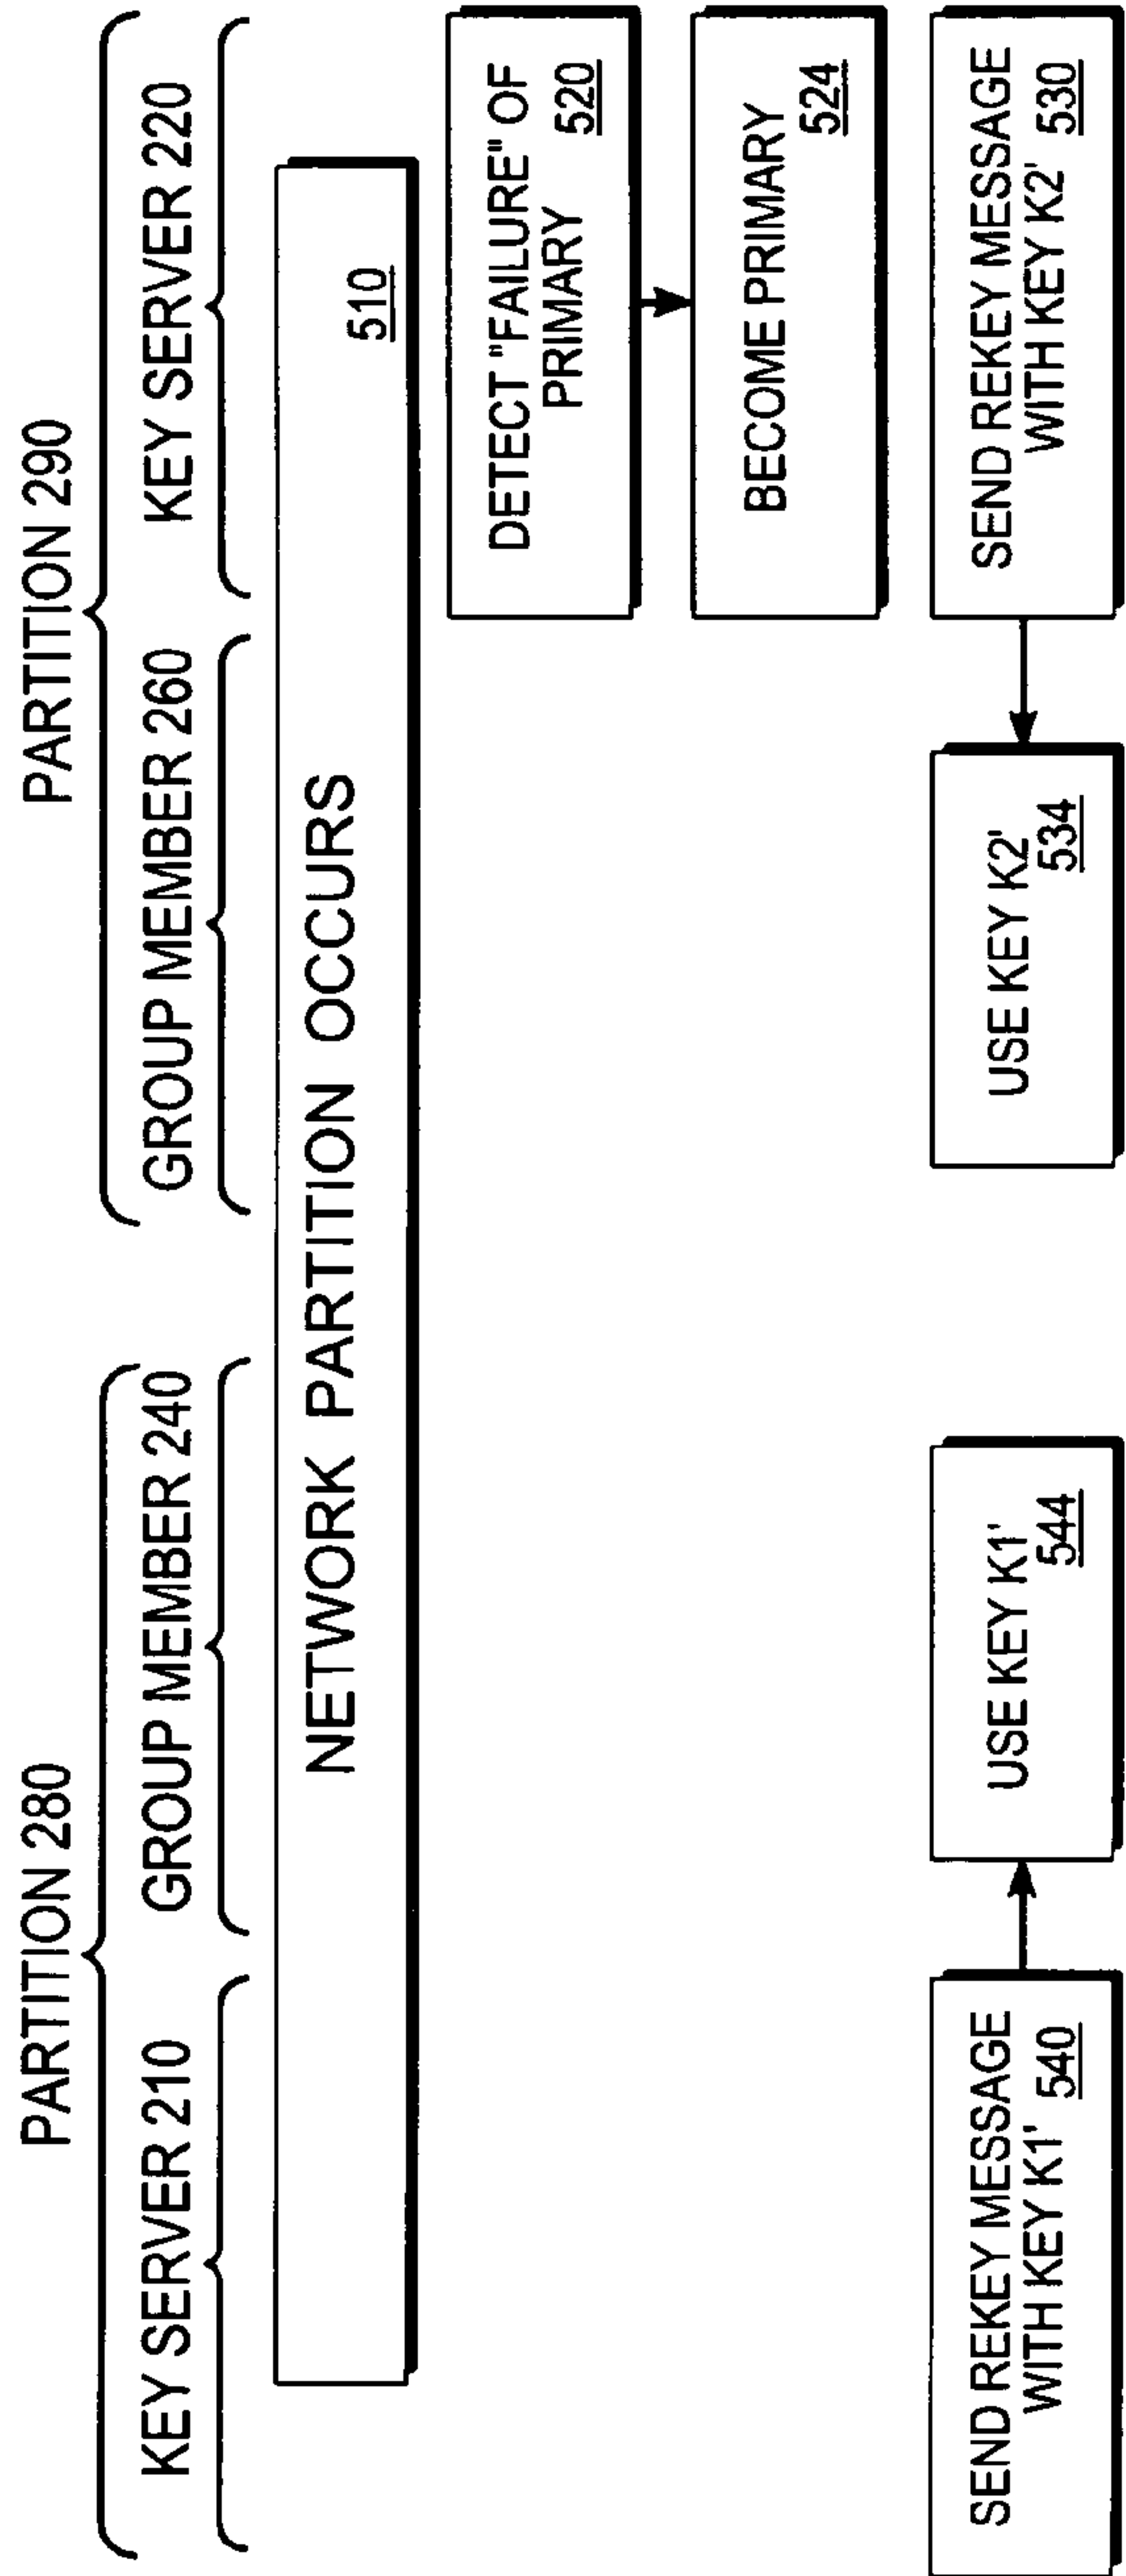 PARTITION 280
PARTITION 290
KEY SERVER 210
GROUP MEMBER 240
GROUP MEMBER 260
KEY SERVER 220
NETWORK PARTITION OCCURS
510
DETECT "FAILURE" OF
PRIMARY
520
BECOME PRIMARY
524
SEND REKEY MESSAGE
WITH KEY K1' 540
USE KEY K1'
544
USE KEY K2'
534
SEND REKEY MESSAGE
WITH KEY K2' 530